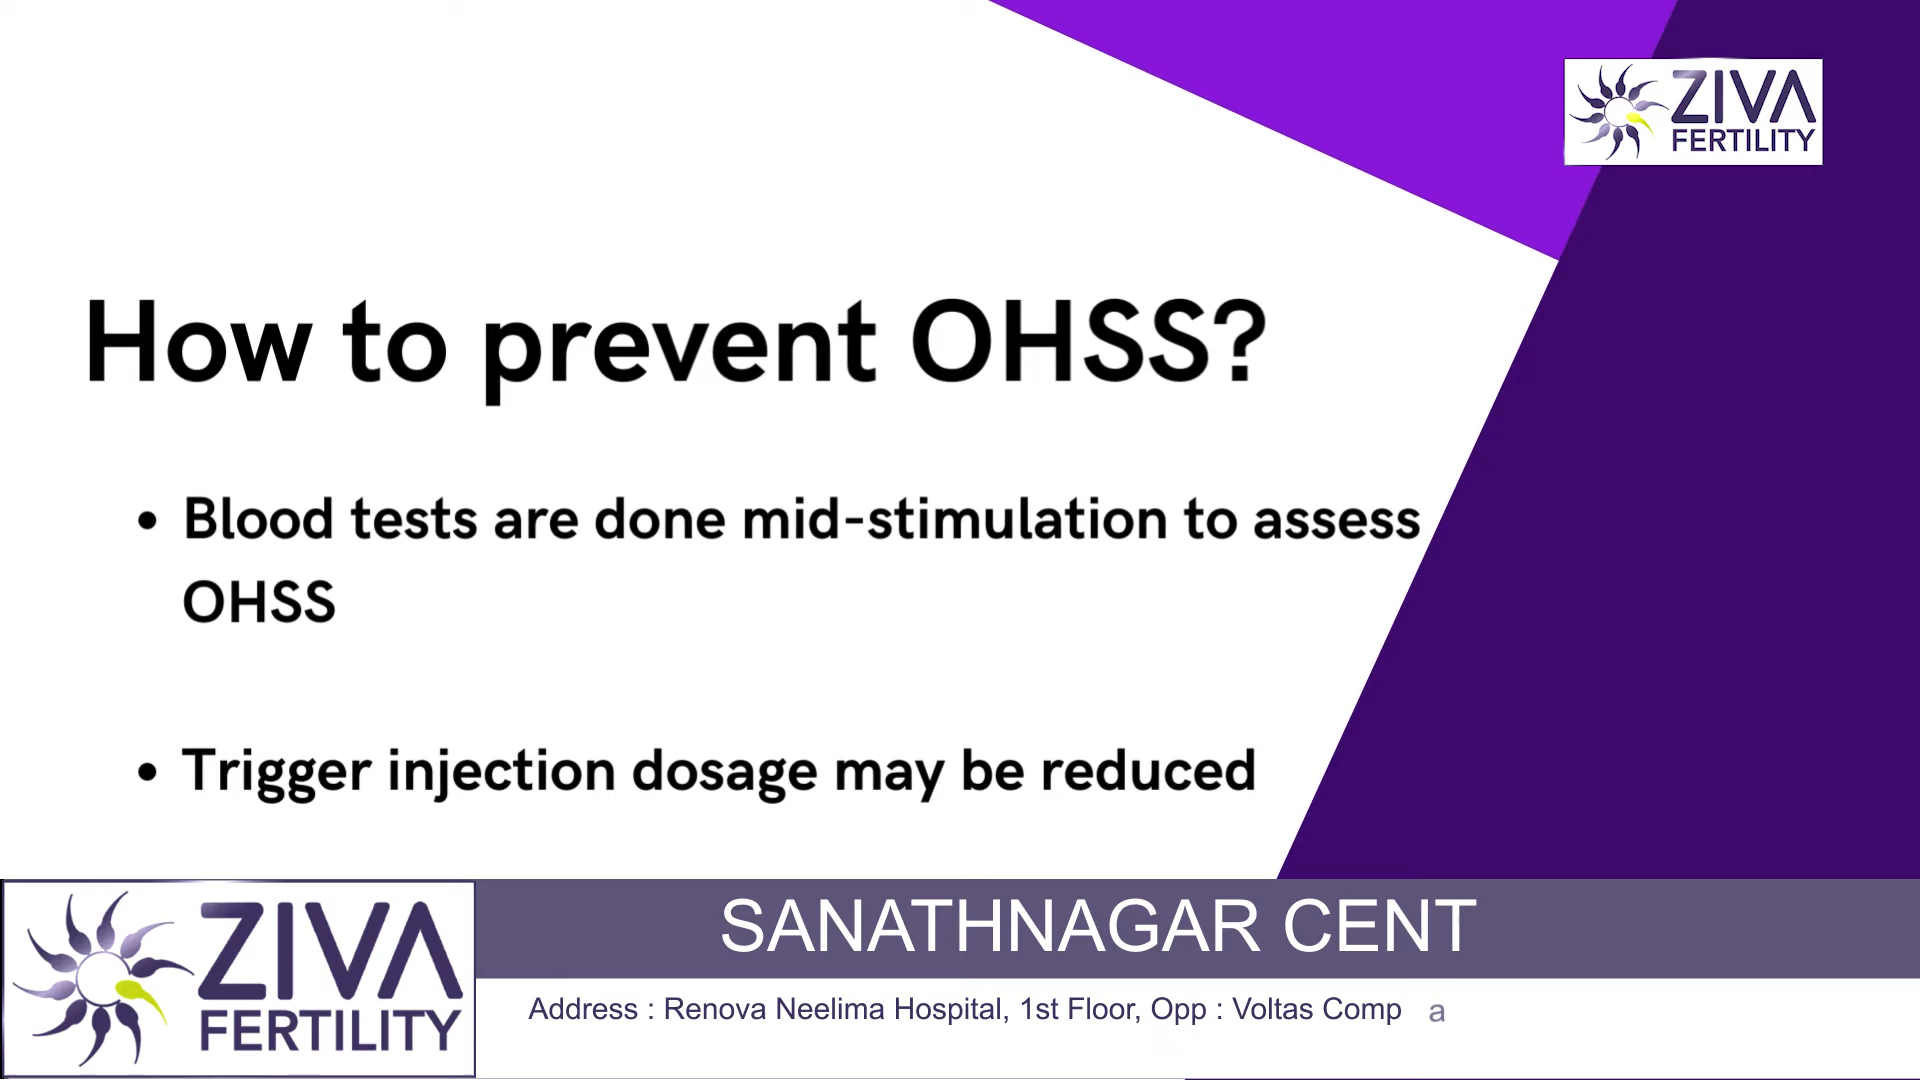 ZIVA
FERTILITY
How to prevent OHSS?
• Blood tests are done mid-stimulation to assess
OHSS
• Trigger injection dosage may be reduced
ZIVA
FERTILITY
SANATHNAGAR CENT
Address : Renova Neelima Hospital, 1st Floor, Opp : Voltas Comp a